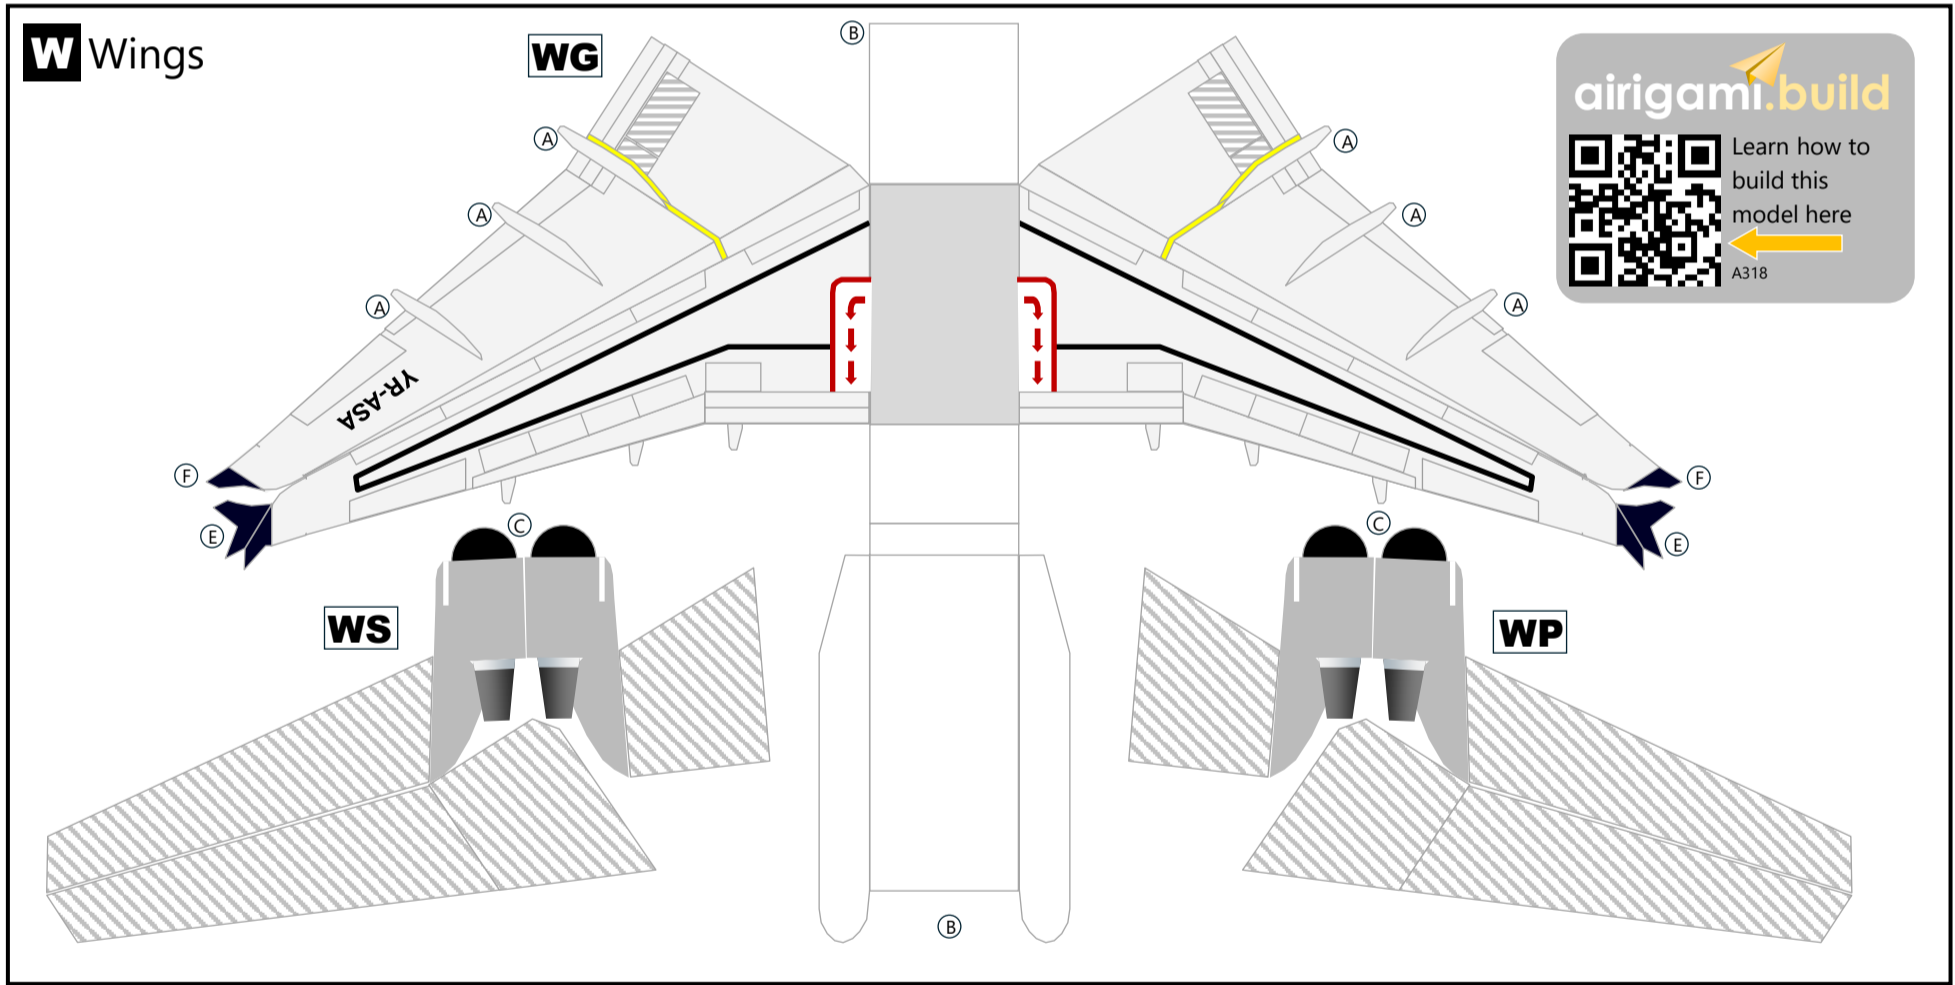 W Wings
WG
B
airigami.build
Learn how to
build this
model here
A318
A
A
A
A
A
A
YR-ASA
F
F
E
E
C
C
WS
WP
B